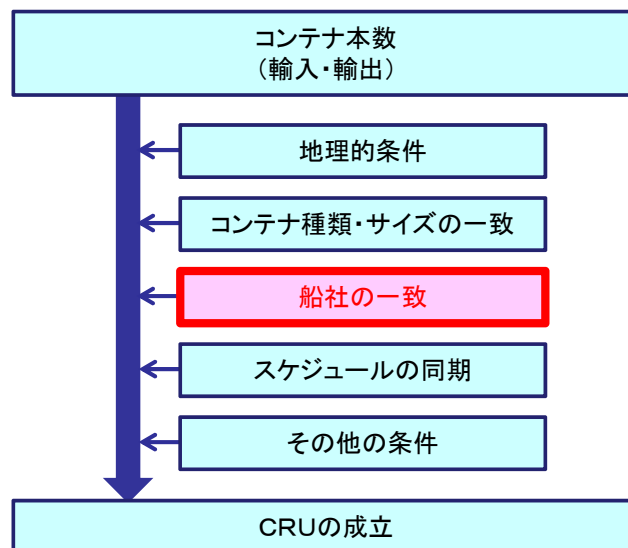 コンテナ本数
（輸入・輸出）
地理的条件
コンテナ種類・サイズの一致
船社の一致
スケジュールの同期
その他の条件
ＣＲＵの成立